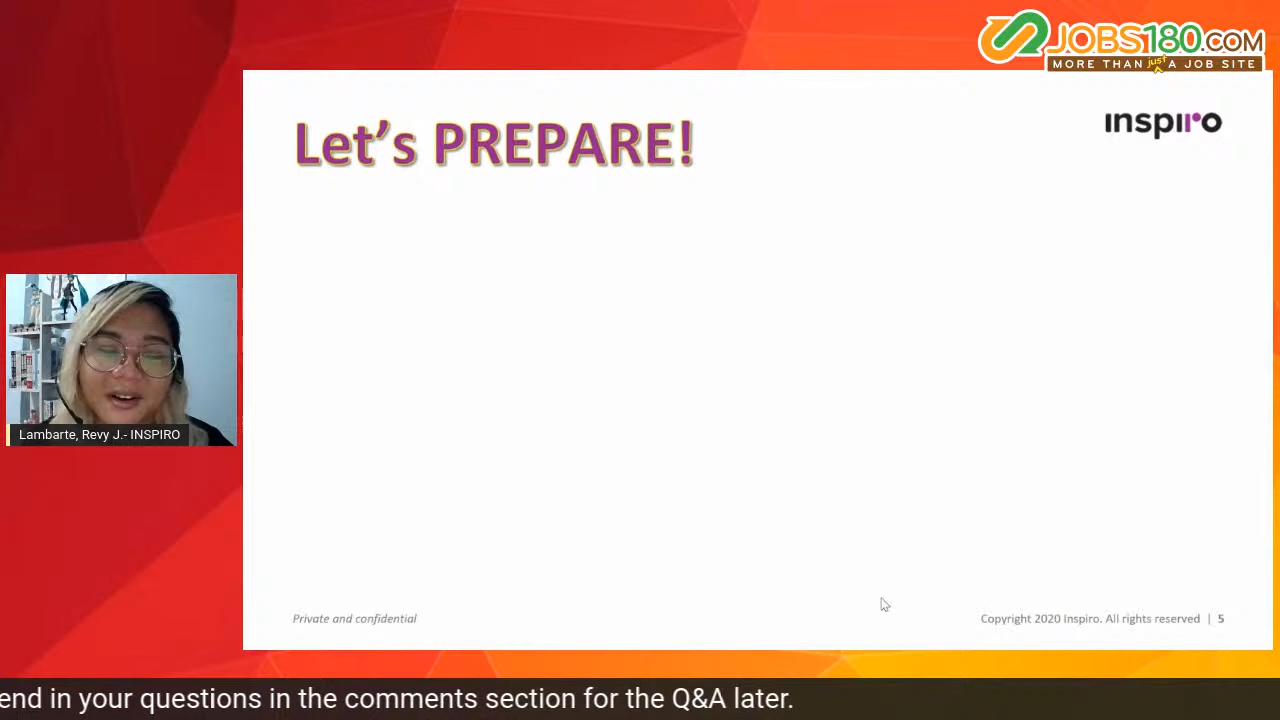 JOBS180.COM
MORE THAN just A JOB SITE
Let's PREPARE!
inspiro
Lambarte, Revy J.- INSPIRO
Private and confidential
Copyright 2020 Inspiro. All rights reserved | 5
end in your questions in the comments section for the Q&A later.